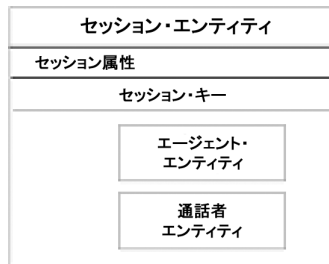 セッション・エンティティ
セッション属性
セッション・キー
エージェント・
エンティティ
通話者
エンティティ